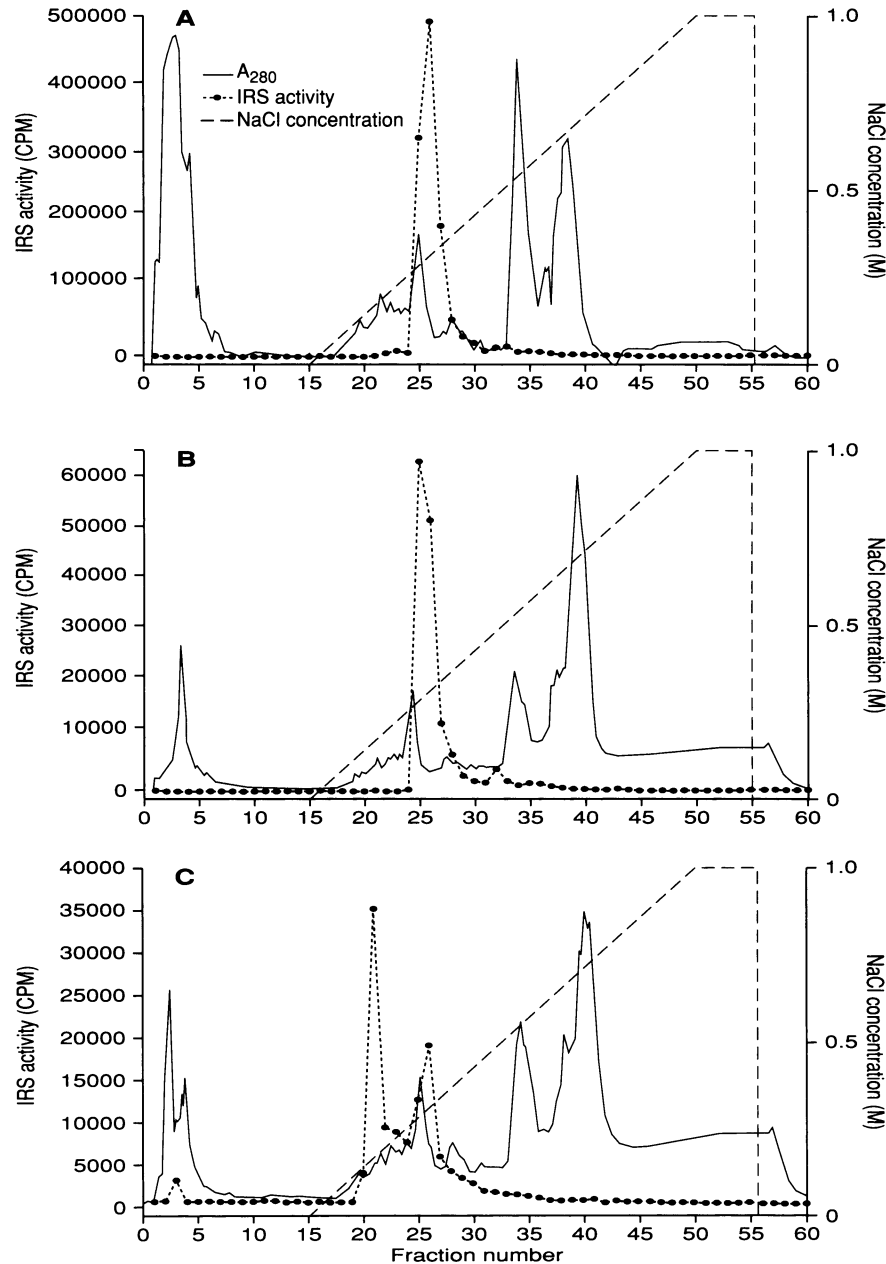 A
500000
400000
300000
200000
100000
0
IRS activity (CPM)
A280
IRS activity
NaCl concentration
1.0
0.5
0
NaCl concentration (M)
0 5 10 15 20 25 30 35 40 45 50 55 60
B
60000
50000
40000
30000
20000
10000
0
IRS activity (CPM)
1.0
0.5
0
NaCl concentration (M)
0 5 10 15 20 25 30 35 40 45 50 55 60
C
40000
35000
30000
25000
20000
15000
10000
5000
0
IRS activity (CPM)
1.0
0.5
0
NaCl concentration (M)
0 5 10 15 20 25 30 35 40 45 50 55 60
Fraction number